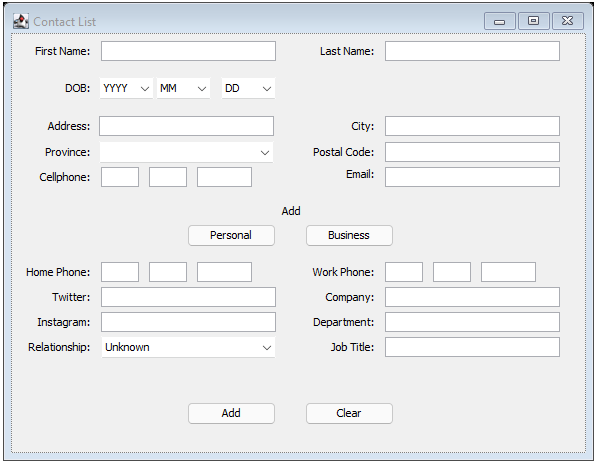 Contact List
First Name: Last Name:
DOB: YYYY MM DD
Address: City:
Province: Postal Code:
Cellphone: Email:
Add
Personal Business
Home Phone: Work Phone:
Twitter: Company:
Instagram: Department:
Relationship: Unknown Job Title:
Add Clear